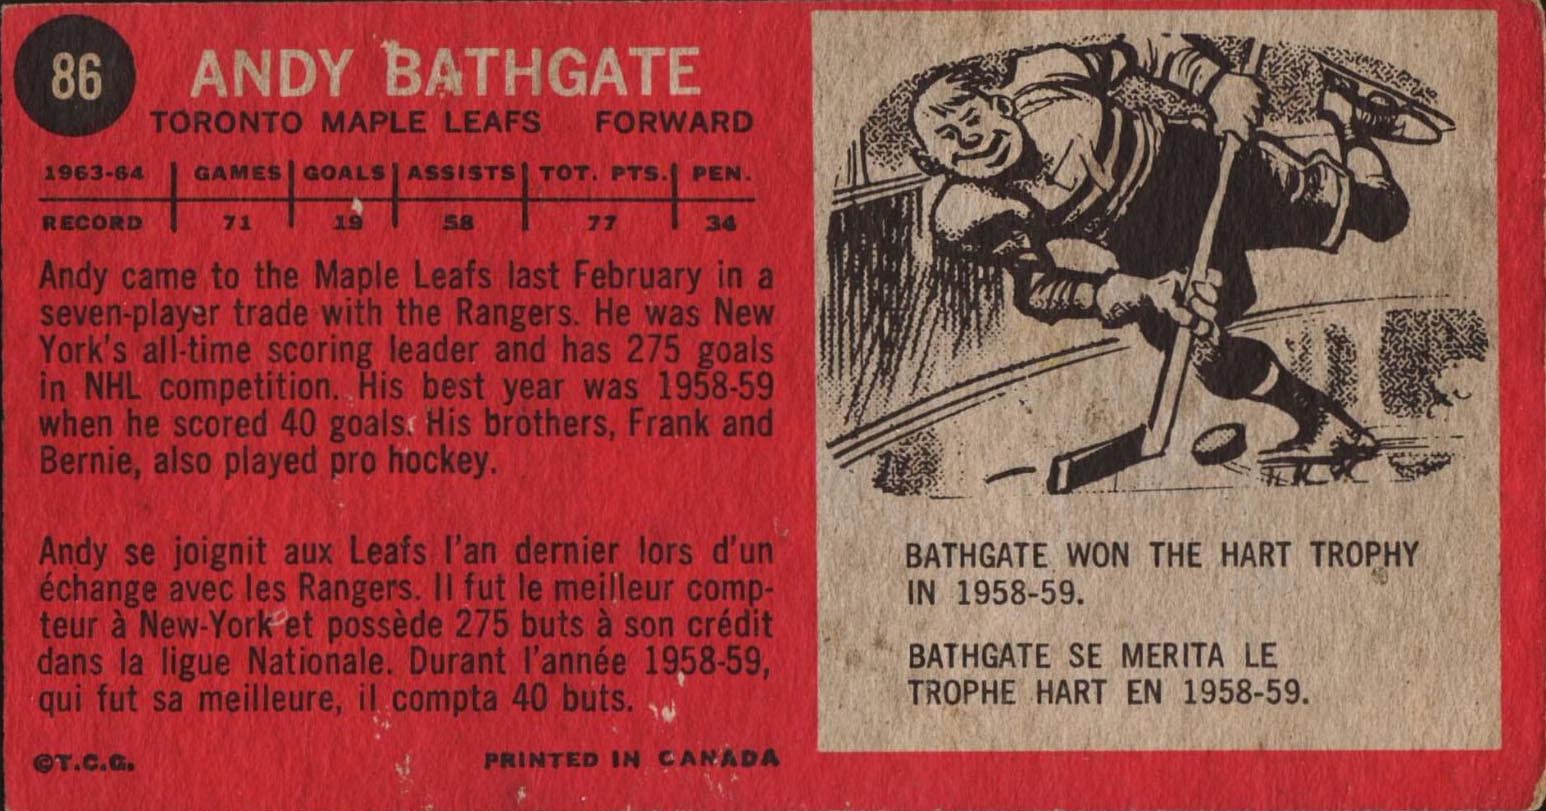 86
ANDY BATHGATE
TORONTO MAPLE LEAFS FORWARD
1963-64 GAMES GOALS ASSISTS TOT. PTS. PEN.
RECORD 71 19 58 77 34
Andy came to the Maple Leafs last February in a
seven-player trade with the Rangers. He was New
York's all-time scoring leader and has 275 goals
in NHL competition. His best year was 1958-59
when he scored 40 goals. His brothers, Frank and
Bernie, also played pro hockey.
Andy se joignit aux Leafs l'an dernier lors d'un
échange avec les Rangers. Il fut le meilleur comp-
teur à New-York et possède 275 buts à son crédit
dans la ligue Nationale. Durant l'année 1958-59,
qui fut sa meilleure, il compta 40 buts.
©T.C.G. PRINTED IN CANADA
BATHGATE WON THE HART TROPHY
IN 1958-59.
BATHGATE SE MERITA LE
TROPHE HART EN 1958-59.